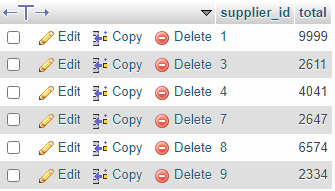 supplier_id total
Edit Copy Delete 1 9999
Edit Copy Delete 3 2611
Edit Copy Delete 4 4041
Edit Copy Delete 7 2647
Edit Copy Delete 8 6574
Edit Copy Delete 9 2334